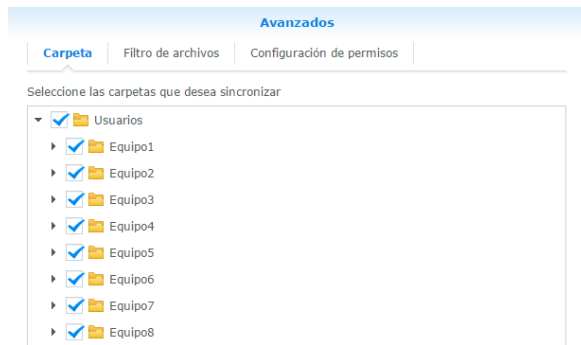 Avanzados
Carpeta Filtro de archivos Configuración de permisos
Seleccione las carpetas que desea sincronizar
Usuarios
Equipo1
Equipo2
Equipo3
Equipo4
Equipo5
Equipo6
Equipo7
Equipo8